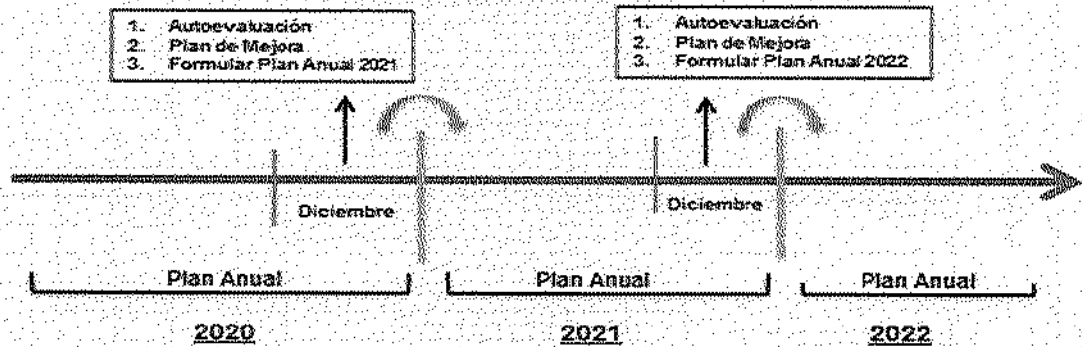 1. Autoevaluación
2. Plan de Mejora
3. Formular Plan Anual 2021
1. Autoevaluación
2. Plan de Mejora
3. Formular Plan Anual 2022
Diciembre
Diciembre
Plan Anual
Plan Anual
Plan Anual
2020
2021
2022